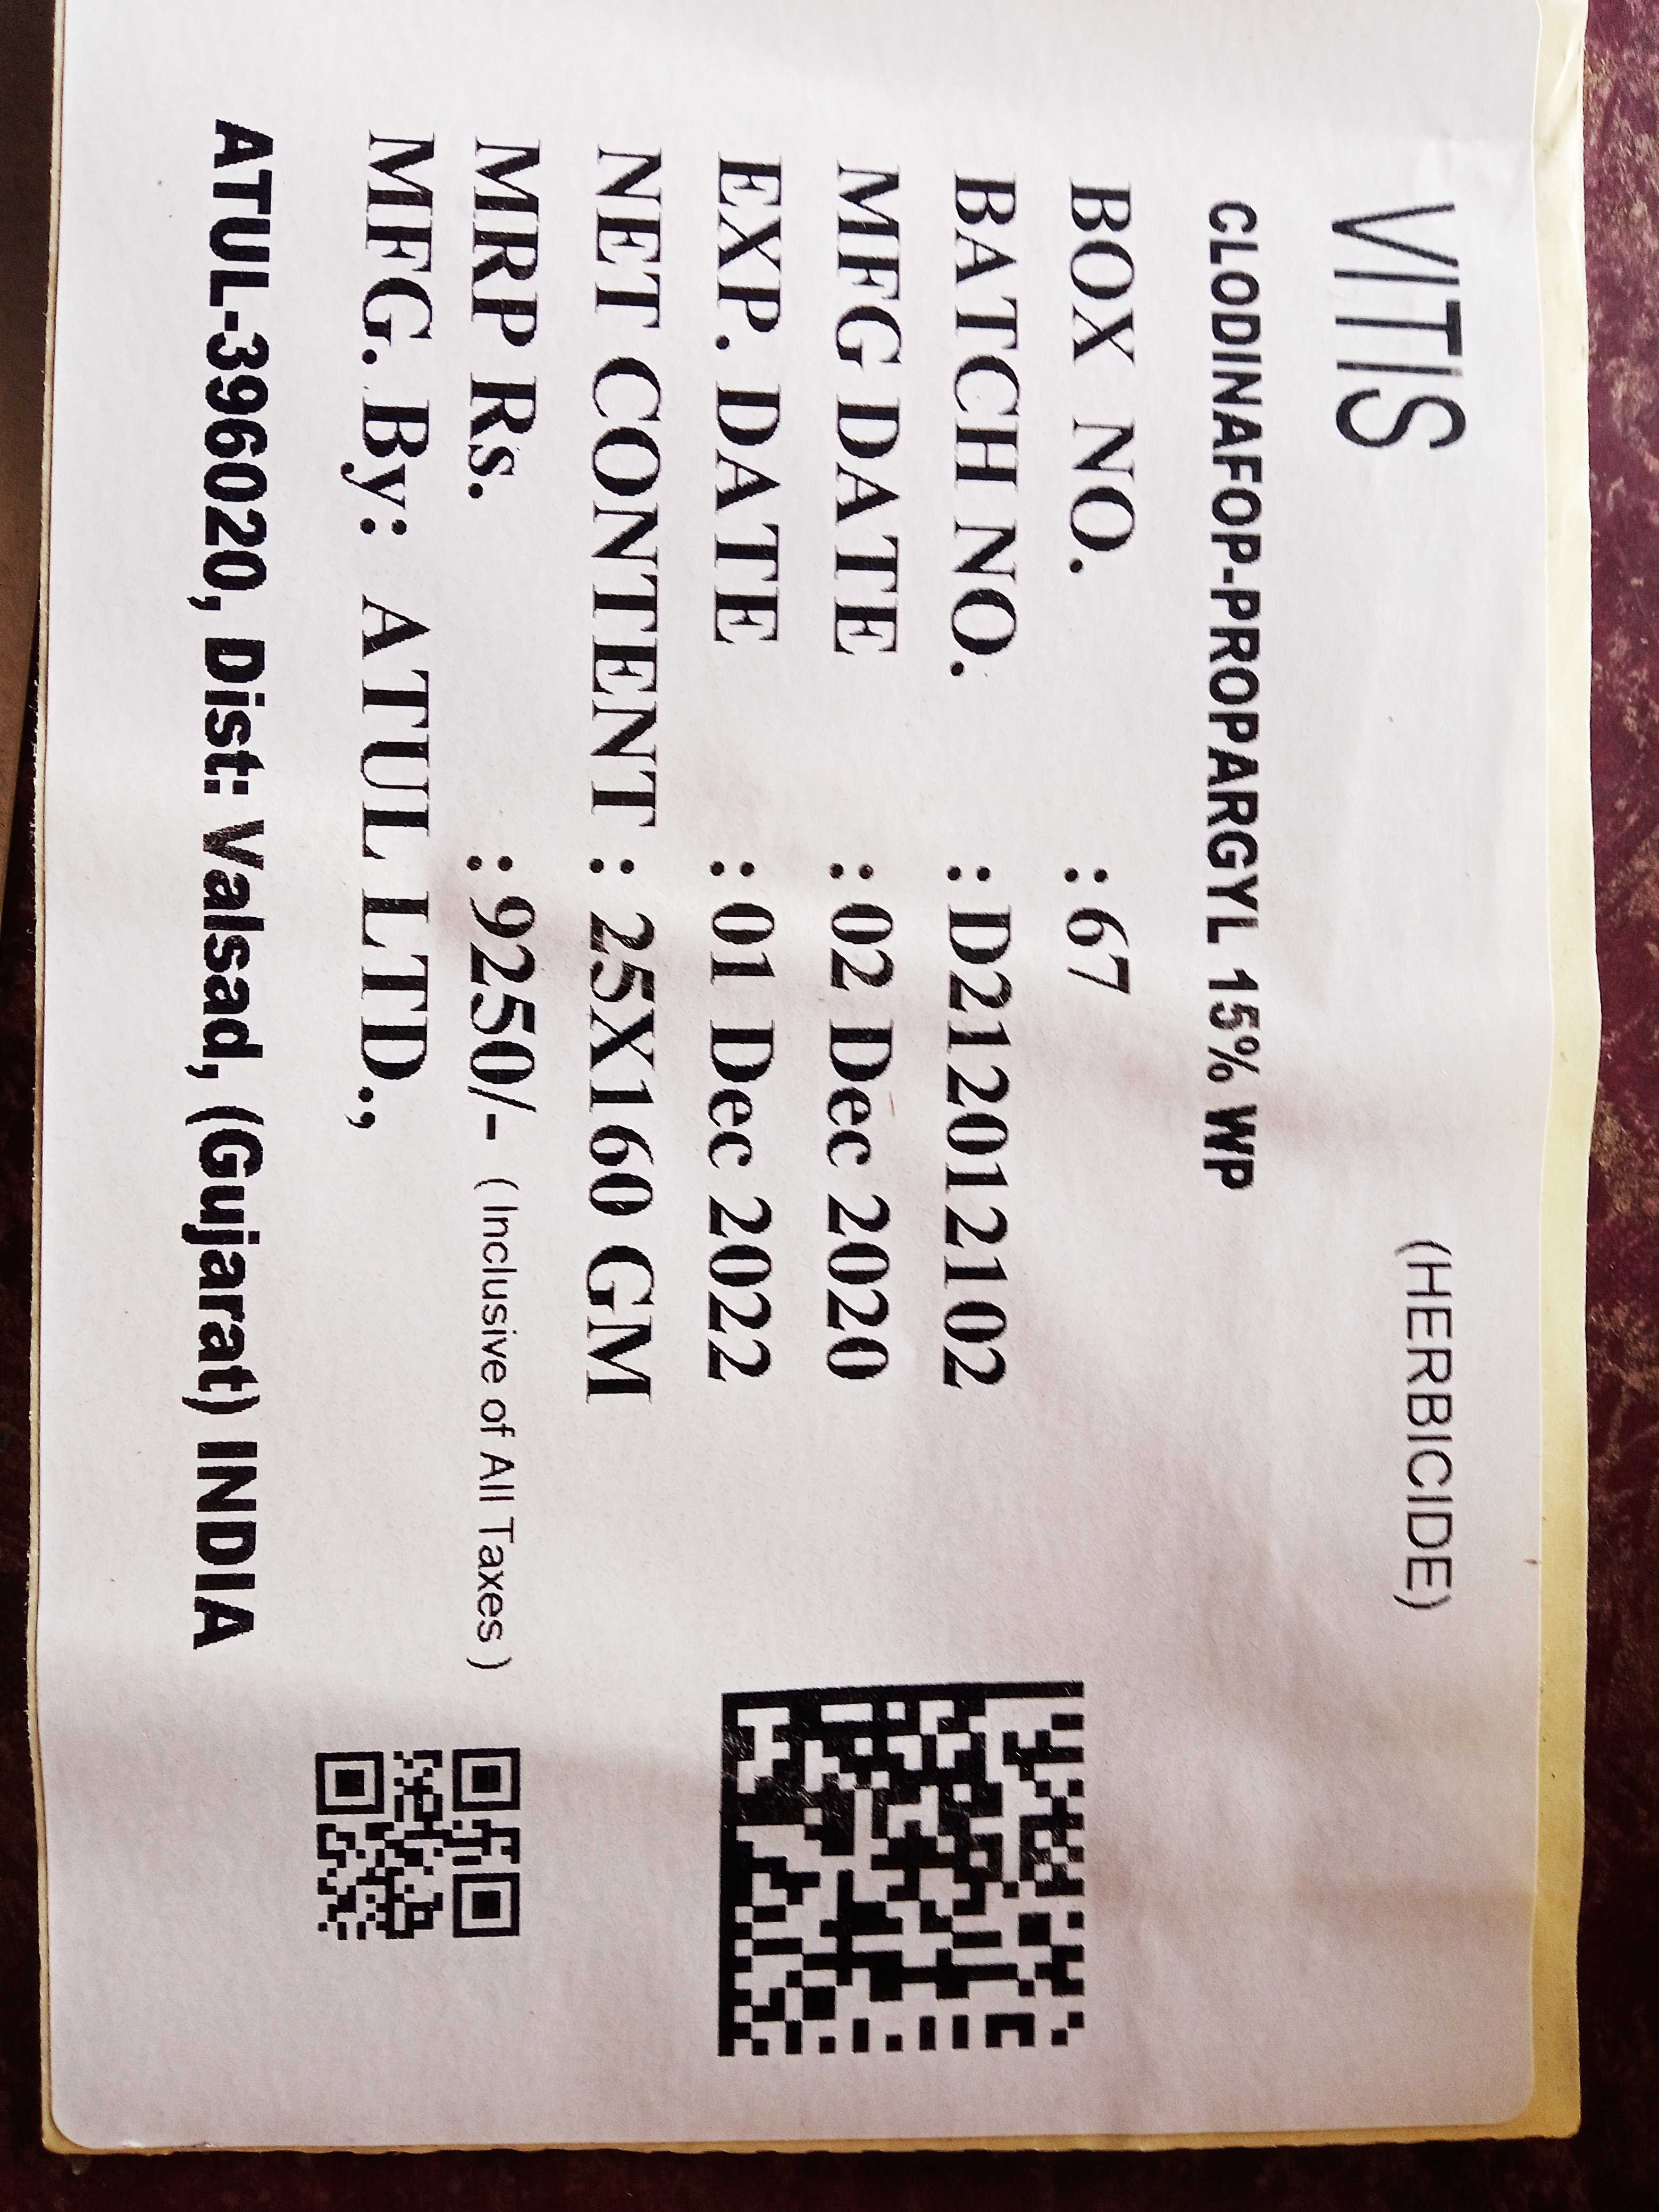 VITIS (HERBICIDE)
CLODINAFOP-PROPARGYL 15% WP
BOX NO. : 67
BATCH NO. : D212012102
MFG DATE : 02 Dec 2020
EXP. DATE : 01 Dec 2022
NET CONTENT : 25X160 GM
MRP Rs. : 9250/- ( Inclusive of All Taxes )
MFG. By: ATUL LTD.,
ATUL-396020, Dist: Valsad, (Gujarat) INDIA